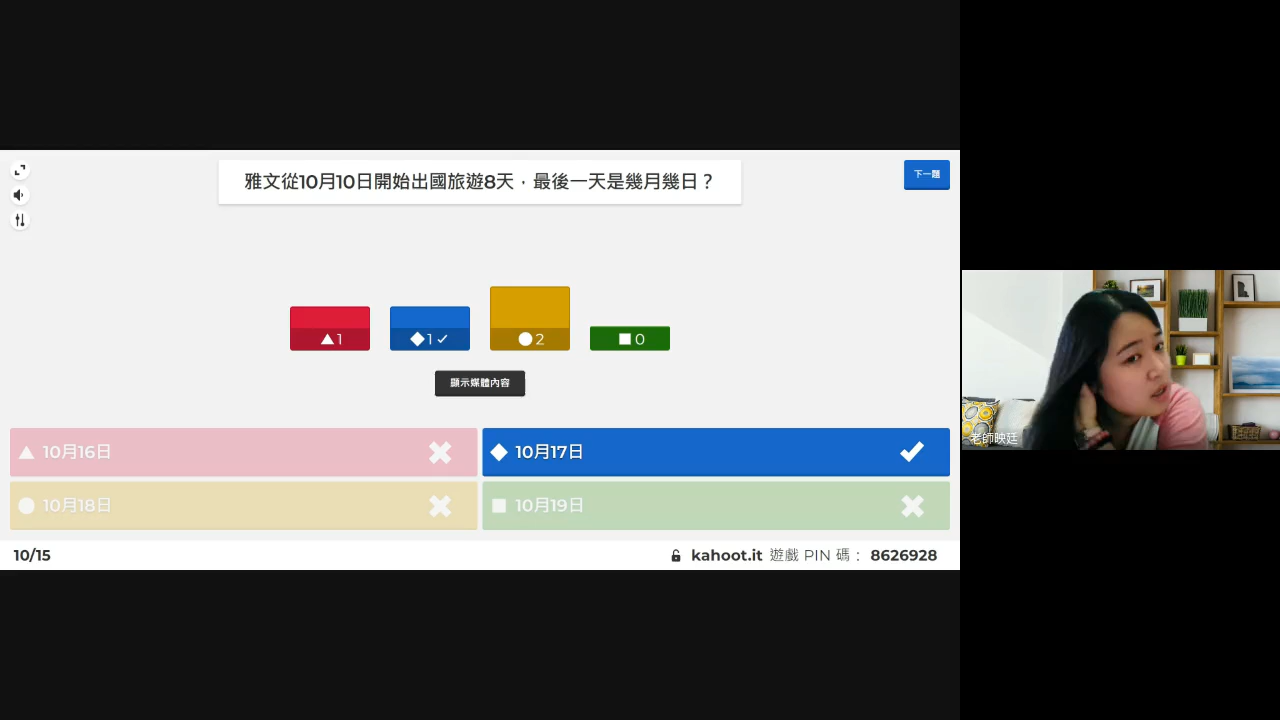 雅文從10月10日開始出國旅遊8天，最後一天是幾月幾日？
下一題
1
1
2
0
顯示媒體內容
10月16日
10月17日
10月18日
10月19日
10/15
kahoot.it 遊戲 PIN 碼： 8626928
老師映廷